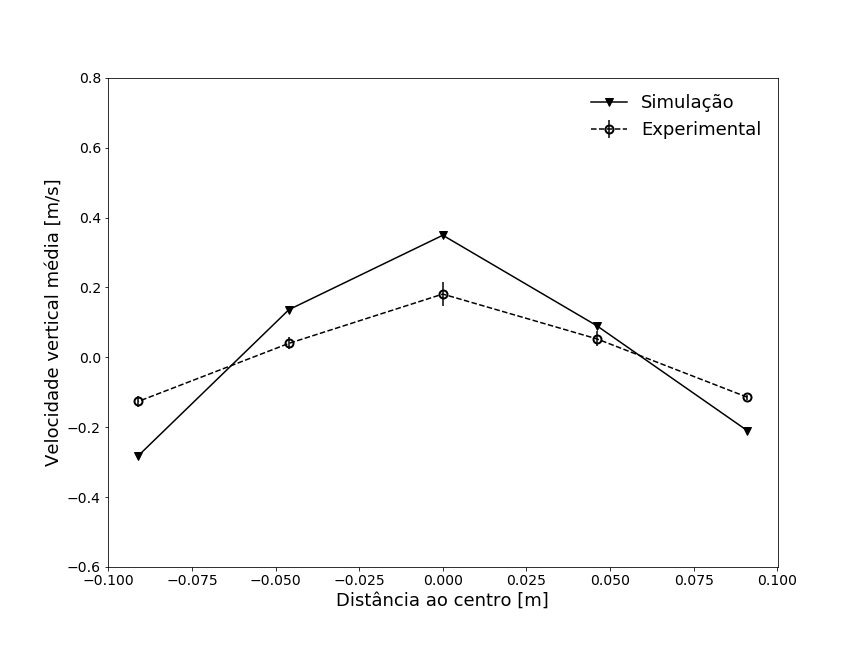 0.8
0.6
0.4
0.2
0.0
−0.2
−0.4
−0.6
Velocidade vertical média [m/s]
Simulação
Experimental
−0.100 −0.075 −0.050 −0.025 0.000 0.025 0.050 0.075 0.100
Distância ao centro [m]